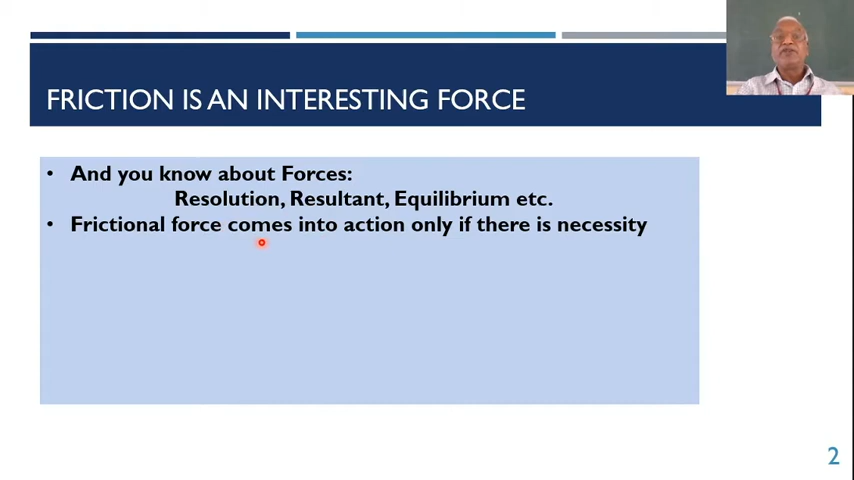 FRICTION IS AN INTERESTING FORCE
• And you know about Forces:
Resolution, Resultant, Equilibrium etc.
• Frictional force comes into action only if there is necessity
2